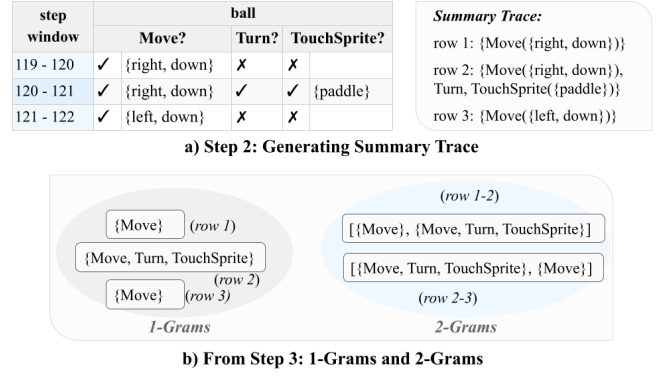 step window
ball
Move? Turn? TouchSprite?
119 - 120 ✓ {right, down} ✗ ✗
120 - 121 ✓ {right, down} ✓ ✓ {paddle}
121 - 122 ✓ {left, down} ✗ ✗
Summary Trace:
row 1: {Move({right, down})}
row 2: {Move({right, down}),
Turn, TouchSprite({paddle})}
row 3: {Move({left, down})}
a) Step 2: Generating Summary Trace
{Move} (row 1)
{Move, Turn, TouchSprite}
(row 2)
{Move} (row 3)
1-Grams
(row 1-2)
[{Move}, {Move, Turn, TouchSprite}]
[{Move, Turn, TouchSprite}, {Move}]
(row 2-3)
2-Grams
b) From Step 3: 1-Grams and 2-Grams